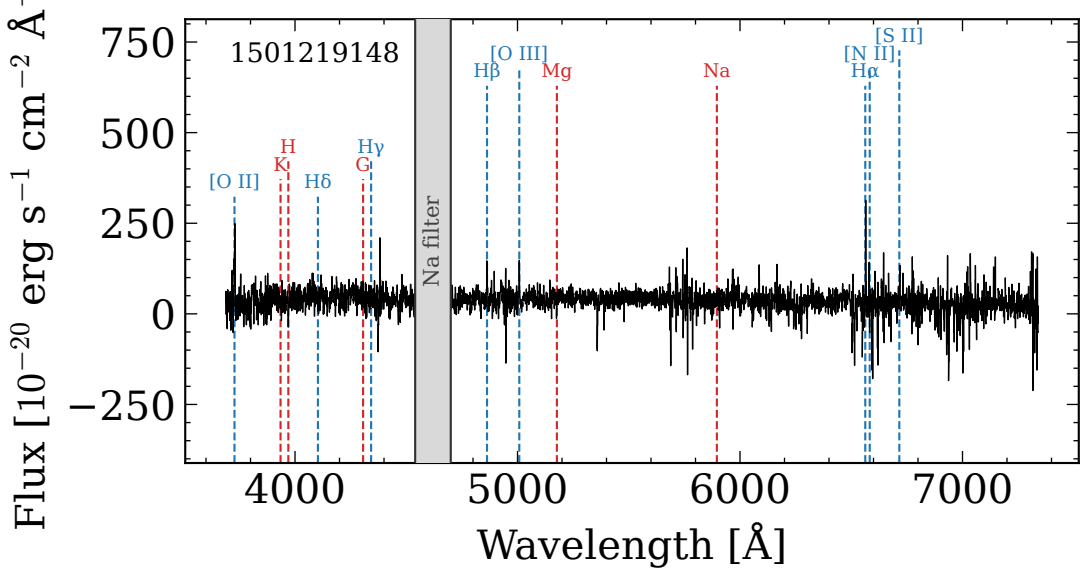 750
500
250
0
−250
Flux [10⁻²⁰ erg s⁻¹ cm⁻² Å⁻
1501219148
[O II]
K
H
Hδ
G
Hγ
Na filter
Hβ
[O III]
Mg
Na
[N II]
Hα
[S II]
4000 5000 6000 7000
Wavelength [Å]